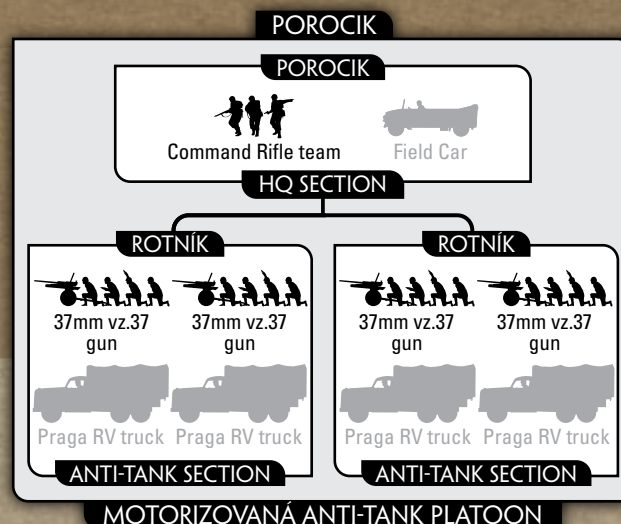 POROCIK
POROCIK
Command Rifle team
Field Car
HQ SECTION
ROTNÍK
37mm vz.37 gun
37mm vz.37 gun
Praga RV truck
Praga RV truck
ANTI-TANK SECTION
ROTNÍK
37mm vz.37 gun
37mm vz.37 gun
Praga RV truck
Praga RV truck
ANTI-TANK SECTION
MOTORIZOVANÁ ANTI-TANK PLATOON